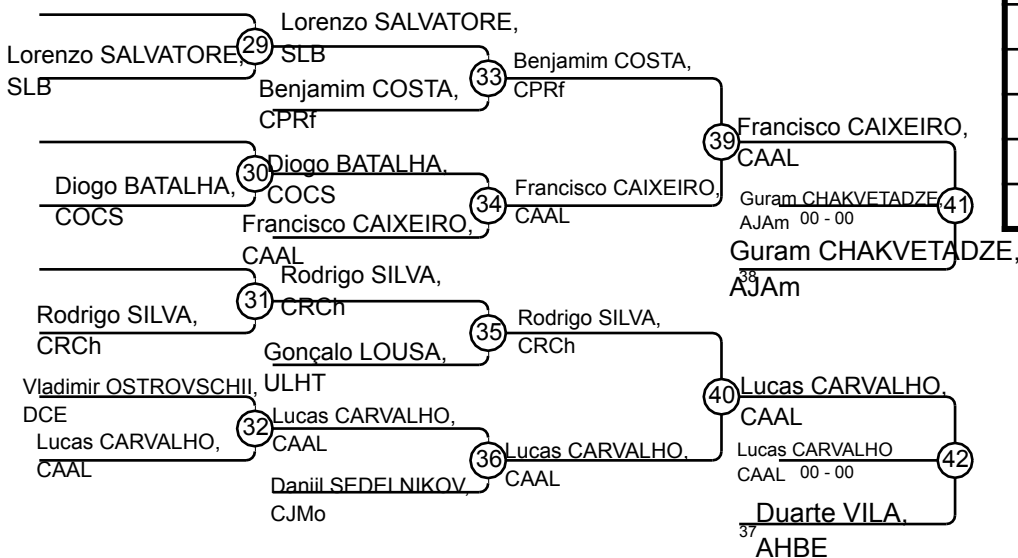 Lorenzo SALVATORE,
SLB
29
Lorenzo SALVATORE,
SLB
Benjamim COSTA,
CPRf
33
Benjamim COSTA,
CPRf
Diogo BATALHA,
COCS
30
Diogo BATALHA,
COCS
Francisco CAIXEIRO,
CAAL
34
Francisco CAIXEIRO,
CAAL
39
Francisco CAIXEIRO,
CAAL
Guram CHAKVETADZE,
AJAm 00 - 00
41
Guram CHAKVETADZE,
38
AJAm
Rodrigo SILVA,
CRCh
31
Rodrigo SILVA,
CRCh
Gonçalo LOUSA,
ULHT
35
Rodrigo SILVA,
CRCh
Vladimir OSTROVSCHII,
DCE
Lucas CARVALHO,
CAAL
32
Lucas CARVALHO,
CAAL
Daniil SEDELNIKOV,
CJMo
36
Lucas CARVALHO,
CAAL
40
Lucas CARVALHO,
CAAL
Lucas CARVALHO
CAAL 00 - 00
42
Duarte VILA,
37
AHBE